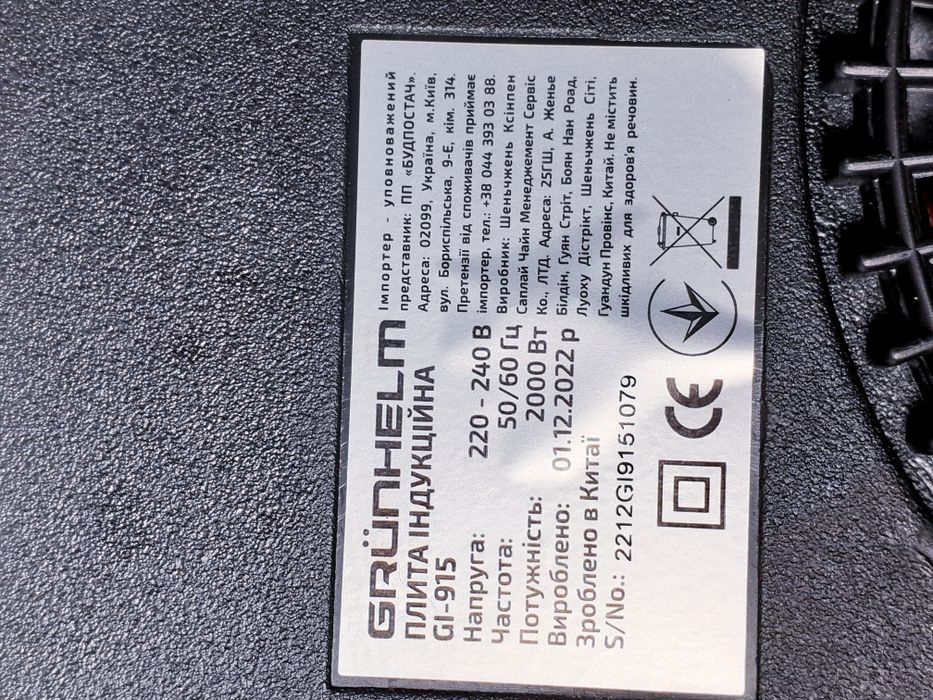 GRÜNHELM
ПЛИТА ІНДУКЦІЙНА
GI-915
Напруга: 220 - 240 В
Частота: 50/60 Гц
Потужність: 2000 Вт
Вироблено: 01.12.2022 р
Зроблено в Китаї
S/No.: 2212GI9151079
CE
Імпортер - уповноважений
представник: ПП «БУДПОСТАЧ».
Адреса: 02099, Україна, м.Київ,
вул. Бориспільська, 9-Е, кім. 314.
Претензії від споживачів приймає
імпортер, тел.: +38 044 393 03 88.
Виробник: Шеньчжень Ксінпен
Саплай Чайн Менеджемент Сервіс
Ко., ЛТД. Адреса: 25ГШ, А. Женье
Білдін, Гуян Стріт, Боян Нан Роад,
Луоху Дістрікт, Шеньчжень Сіті,
Гуандун Провінс, Китай. Не містить
шкідливих для здоров'я речовин.